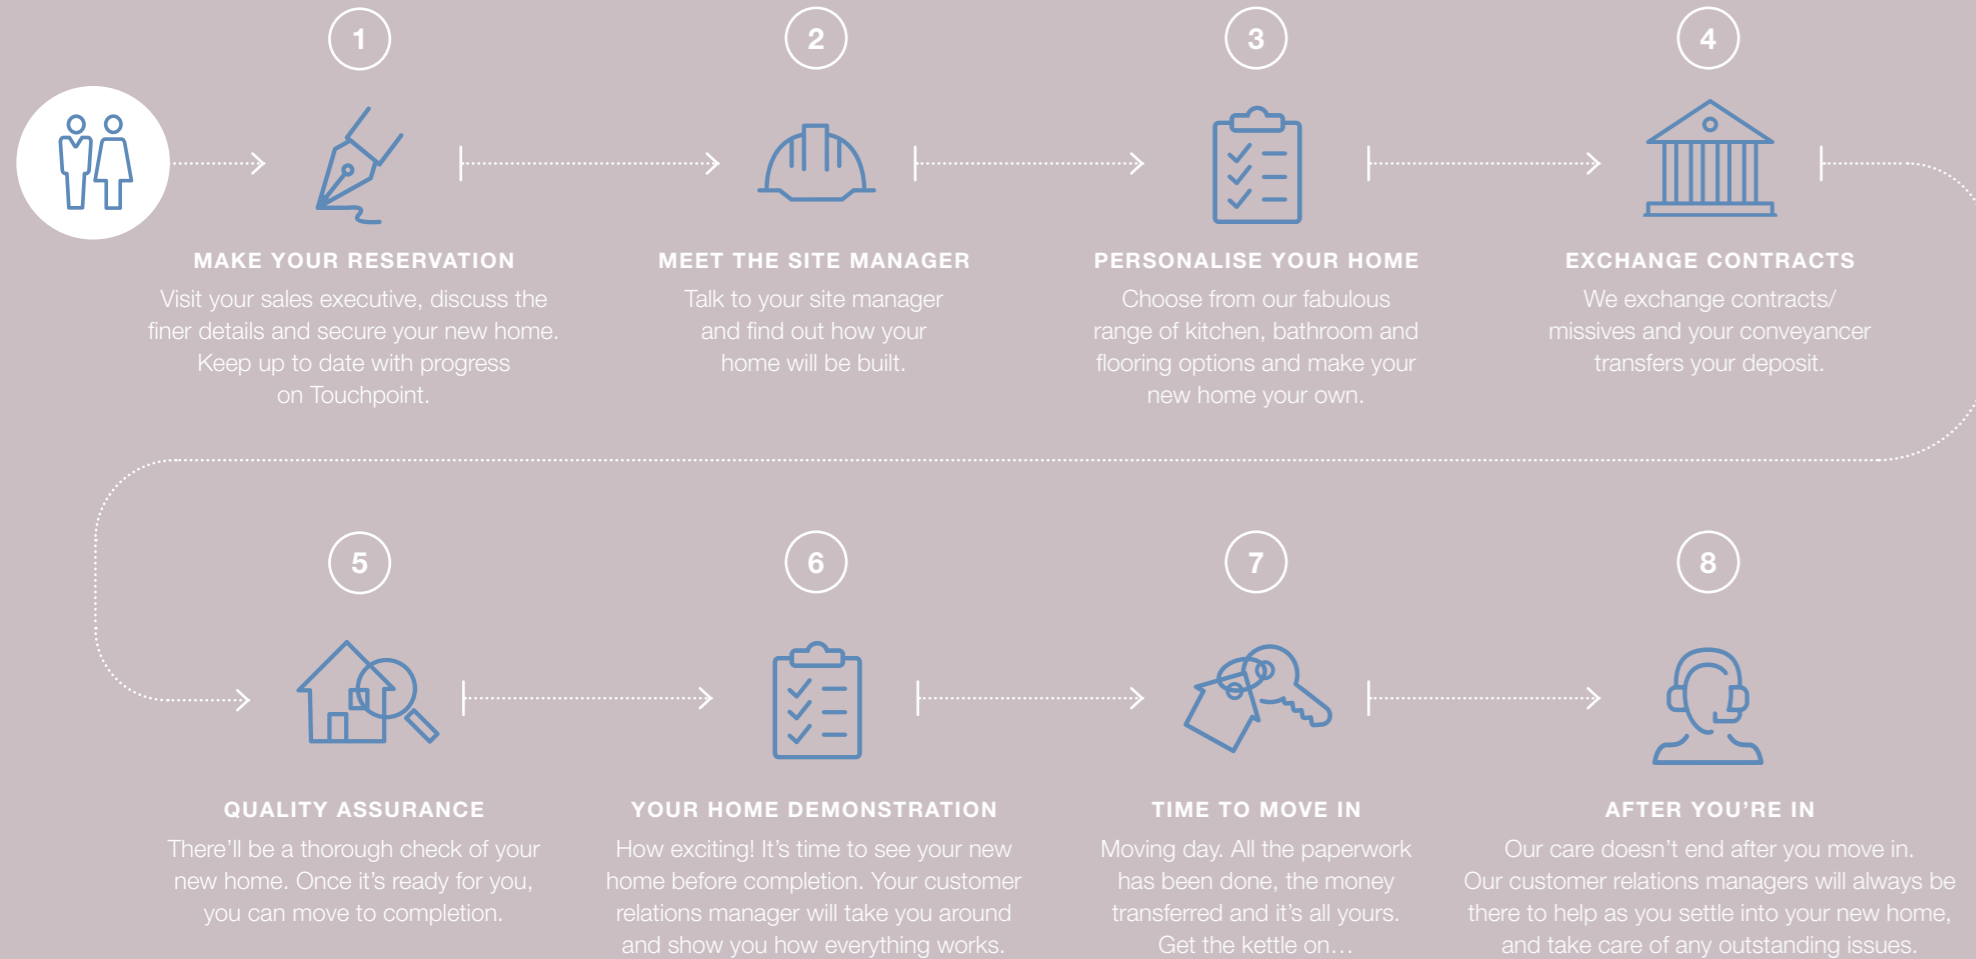 1
MAKE YOUR RESERVATION
Visit your sales executive, discuss the
finer details and secure your new home.
Keep up to date with progress
on Touchpoint.
2
MEET THE SITE MANAGER
Talk to your site manager
and find out how your
home will be built.
3
PERSONALISE YOUR HOME
Choose from our fabulous
range of kitchen, bathroom and
flooring options and make your
new home your own.
4
EXCHANGE CONTRACTS
We exchange contracts/
missives and your conveyancer
transfers your deposit.
5
QUALITY ASSURANCE
There’ll be a thorough check of your
new home. Once it’s ready for you,
you can move to completion.
6
YOUR HOME DEMONSTRATION
How exciting! It’s time to see your new
home before completion. Your customer
relations manager will take you around
and show you how everything works.
7
TIME TO MOVE IN
Moving day. All the paperwork
has been done, the money
transferred and it’s all yours.
Get the kettle on…
8
AFTER YOU’RE IN
Our care doesn’t end after you move in.
Our customer relations managers will always be
there to help as you settle into your new home,
and take care of any outstanding issues.